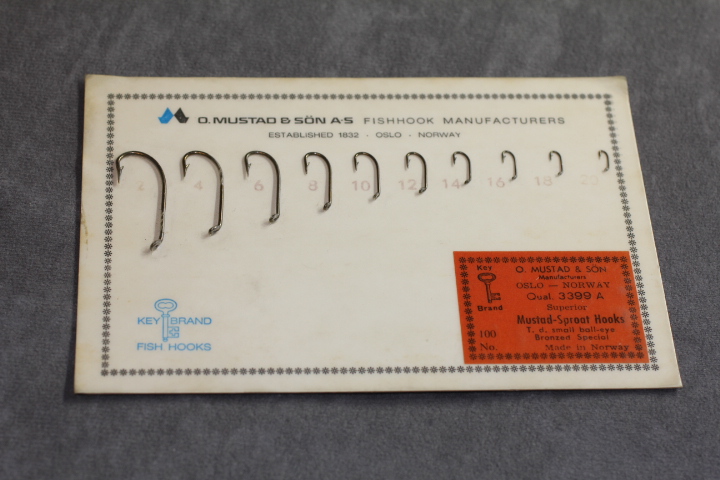 O. MUSTAD & SÖN A·S FISHHOOK MANUFACTURERS
ESTABLISHED 1832 · OSLO · NORWAY
2 4 6 8 10 12 14 16 18 20
KEY BRAND
FISH HOOKS
Key
Brand
100
No.
O. MUSTAD & SÖN
Manufacturers
OSLO — NORWAY
Qual. 3399 A
Superior
Mustad-Sproat Hooks
T. d. small ball-eye
Bronzed Special
Made in Norway